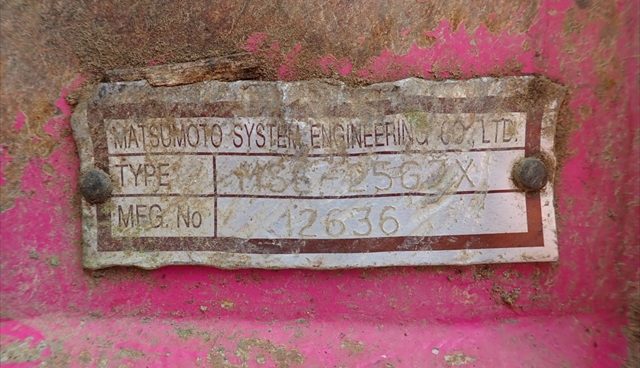 MATSUMOTO SYSTEM ENGINEERING CO., LTD.
TYPE
MFG. No 12636